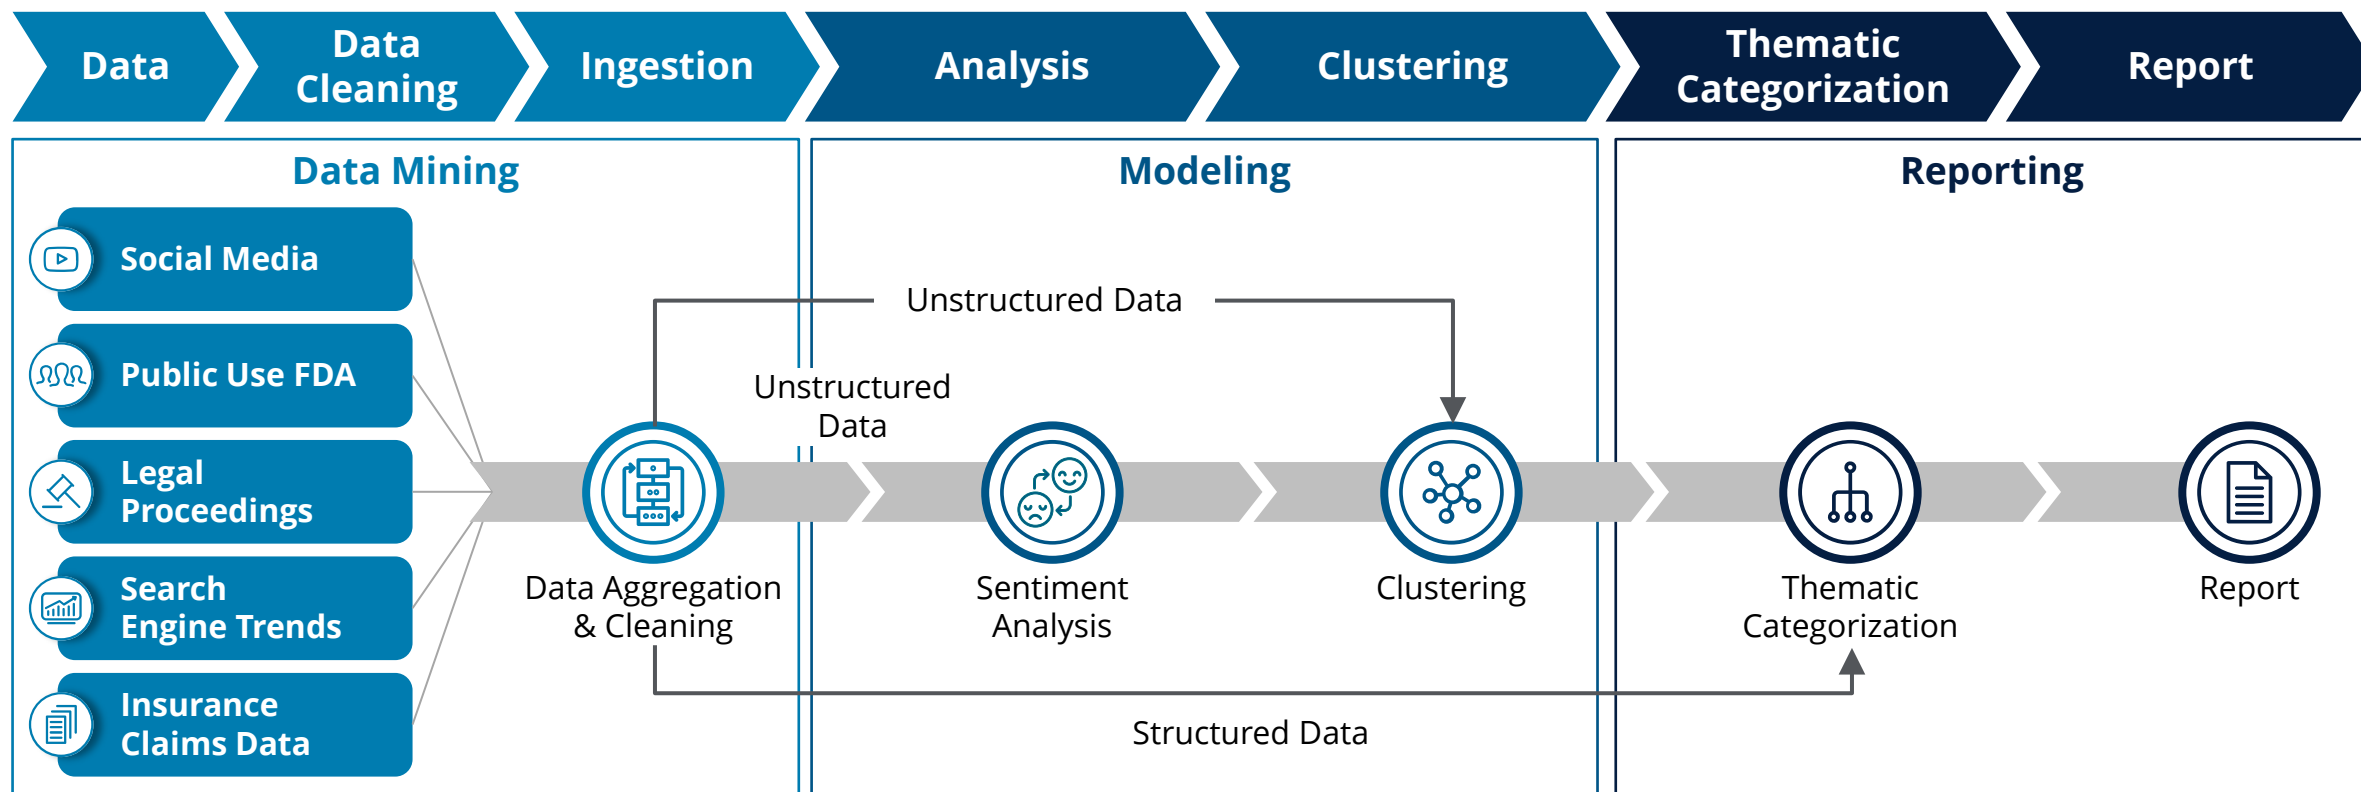 Data
Data
Cleaning
Ingestion
Analysis
Clustering
Thematic
Categorization
Report
Data Mining
Modeling
Reporting
Social Media
Public Use FDA
Legal
Proceedings
Search
Engine Trends
Insurance
Claims Data
Unstructured Data
Unstructured
Data
Data Aggregation
& Cleaning
Sentiment
Analysis
Clustering
Thematic
Categorization
Report
Structured Data